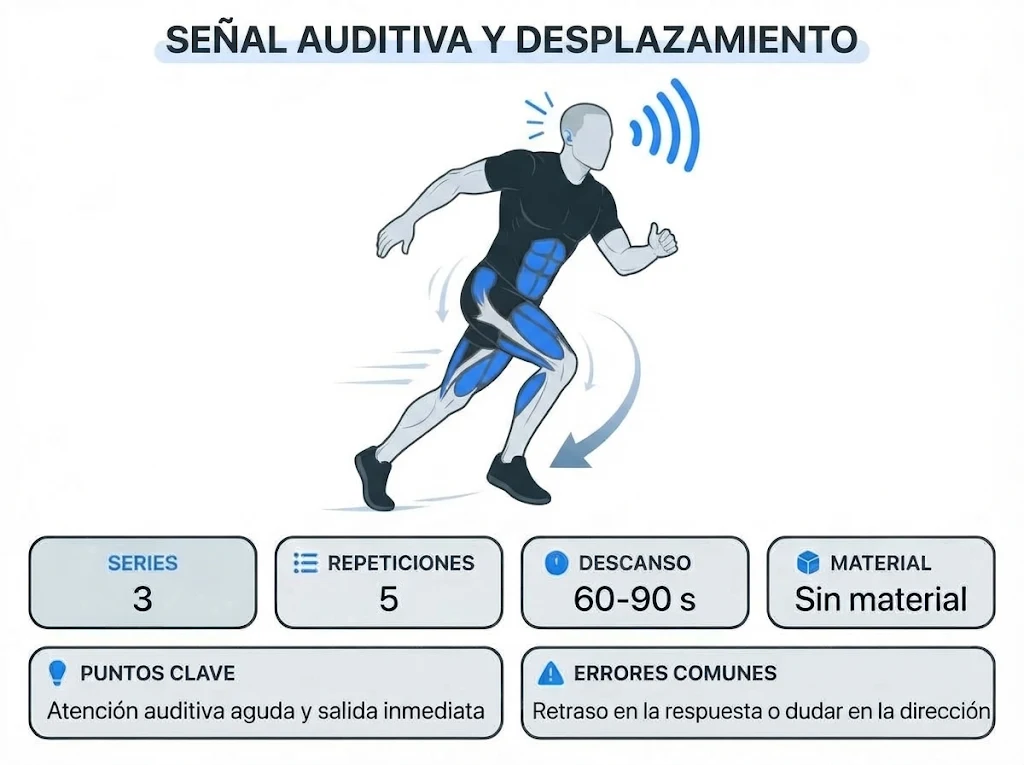 SEÑAL AUDITIVA Y DESPLAZAMIENTO
SERIES
3
REPETICIONES
5
DESCANSO
60-90 s
MATERIAL
Sin material
PUNTOS CLAVE
Atención auditiva aguda y salida inmediata
ERRORES COMUNES
Retraso en la respuesta o dudar en la dirección